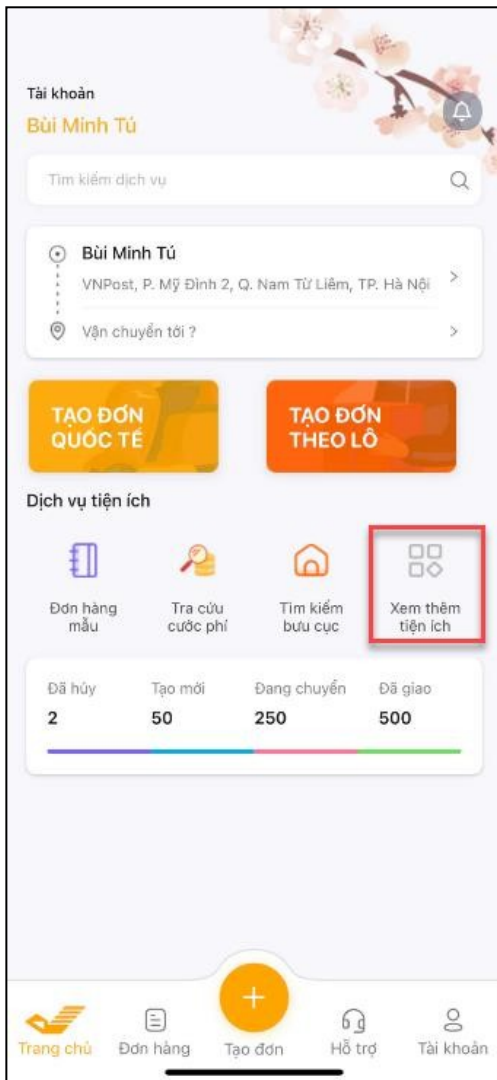 Tài khoản
Bùi Minh Tú
Tìm kiếm dịch vụ
Bùi Minh Tú
VNPost, P. Mỹ Đình 2, Q. Nam Từ Liêm, TP. Hà Nội
Vận chuyển tới ?
TẠO ĐƠN
QUỐC TẾ
TẠO ĐƠN
THEO LÔ
Dịch vụ tiện ích
Đơn hàng
mẫu
Tra cứu
cước phí
Tìm kiếm
bưu cục
Xem thêm
tiện ích
Đã hủy
Tạo mới
Đang chuyển
Đã giao
2
50
250
500
Trang chủ
Đơn hàng
Tạo đơn
Hỗ trợ
Tài khoản